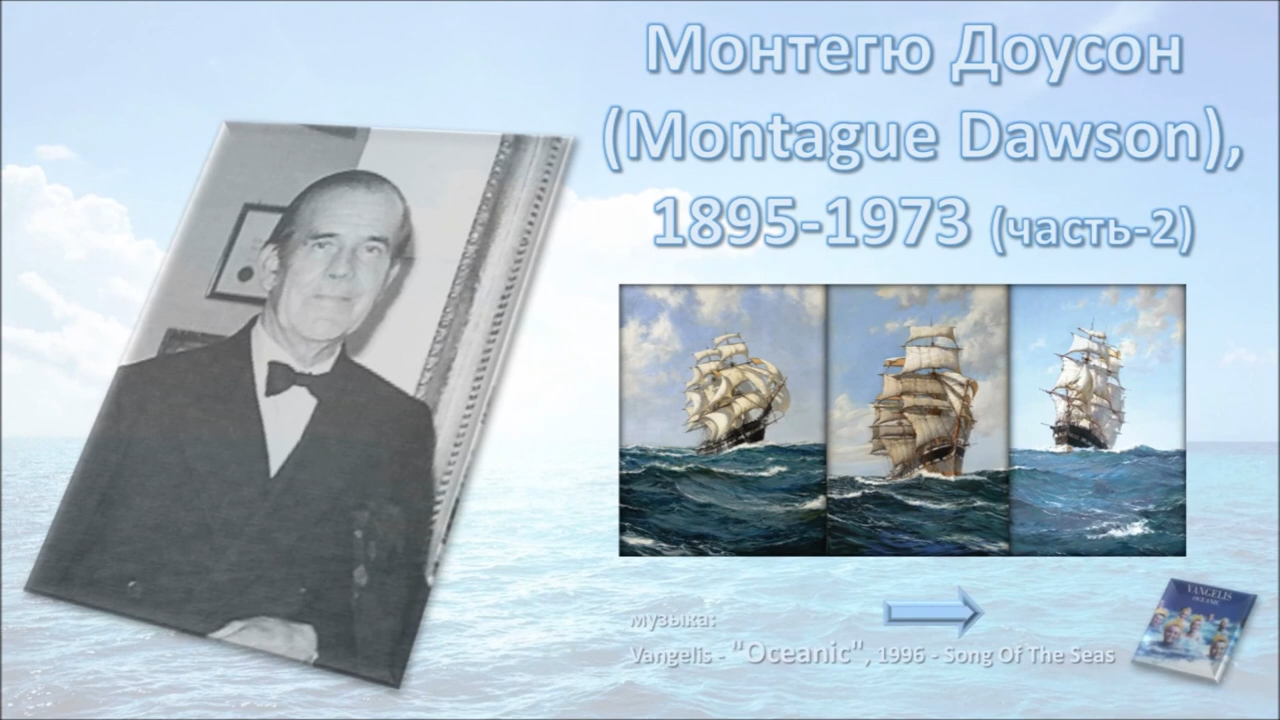 Монтегю Доусон
(Montague Dawson),
1895-1973 (часть-2)
музыка:
Vangelis - "Oceanic", 1996 - Song Of The Seas
VANGELIS
OCEANIC